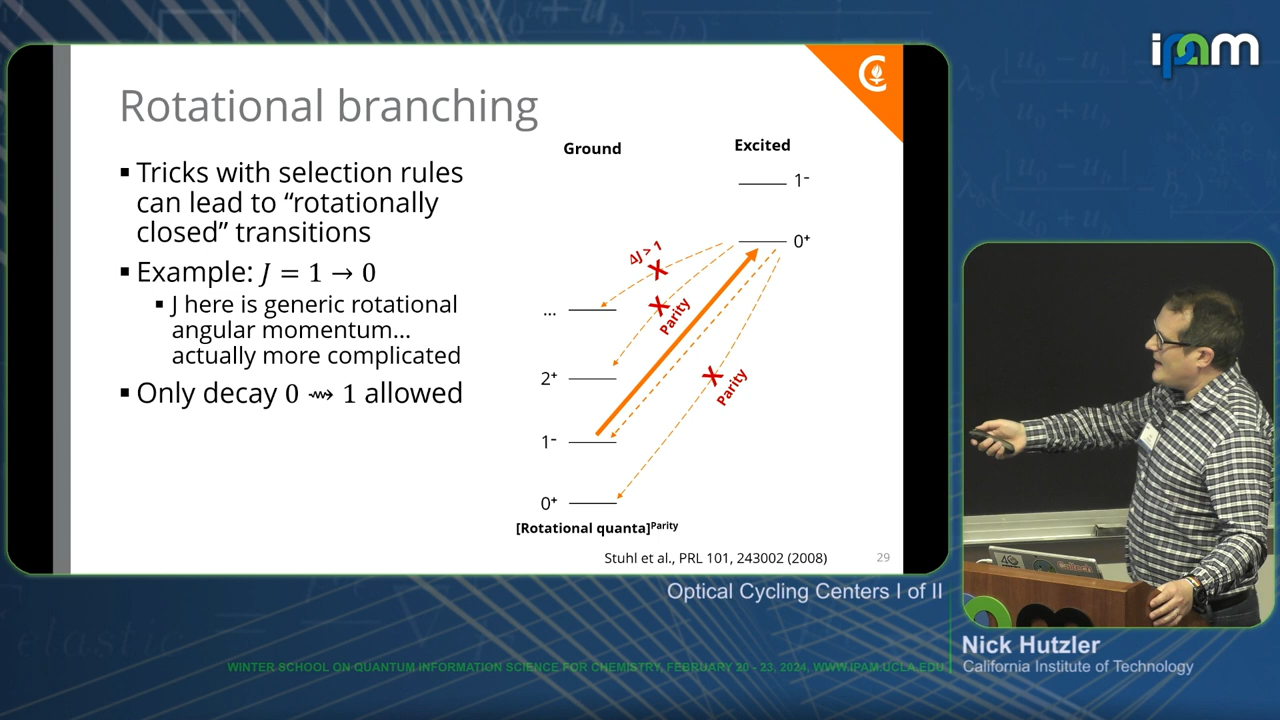 ipam
Rotational branching
▪ Tricks with selection rules
can lead to “rotationally
closed” transitions
▪ Example: J = 1 → 0
▪ J here is generic rotational
angular momentum…
actually more complicated
▪ Only decay 0 ⇝ 1 allowed
Ground
Excited
1⁻
0⁺
ΔJ > 1
X
X
Parity
X
Parity
...
2⁺
1⁻
0⁺
[Rotational quanta]ᴾᵃʳⁱᵗʸ
Stuhl et al., PRL 101, 243002 (2008)
29
Optical Cycling Centers I of II
Nick Hutzler
California Institute of Technology
WINTER SCHOOL ON QUANTUM INFORMATION SCIENCE FOR CHEMISTRY, FEBRUARY 20 - 23, 2024, WWW.IPAM.UCLA.EDU
elastic